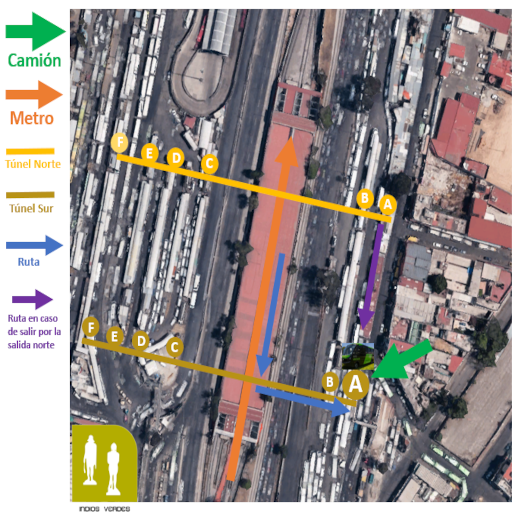 Camión
Metro
Túnel Norte
Túnel Sur
Ruta
Ruta en caso
de salir por la
salida norte
F
E
D
C
B
A
F
E
D
C
B
A
INDIOS VERDES